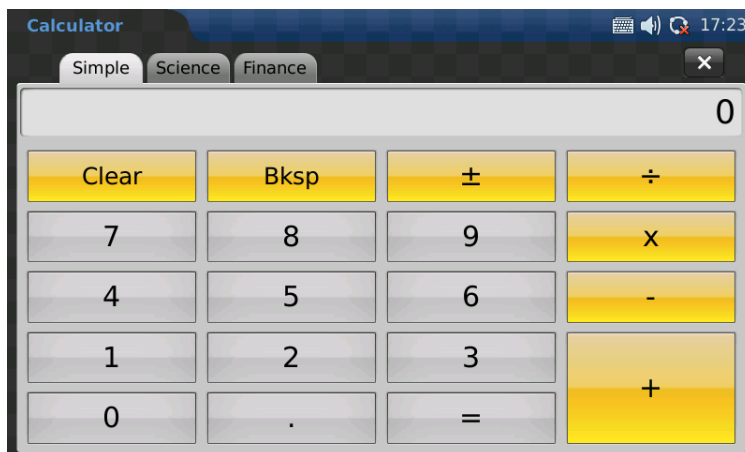 Calculator 17:23
Simple Science Finance
0
Clear Bksp ± ÷
7 8 9 x
4 5 6 -
1 2 3
+
0 . =